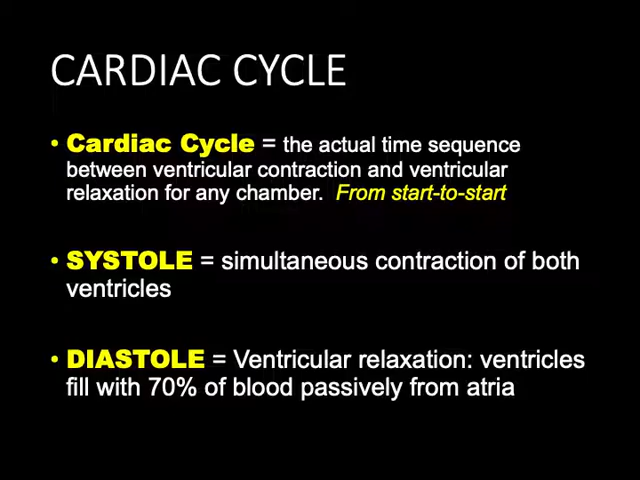 CARDIAC CYCLE
• Cardiac Cycle = the actual time sequence
between ventricular contraction and ventricular
relaxation for any chamber. From start-to-start
• SYSTOLE = simultaneous contraction of both
ventricles
• DIASTOLE = Ventricular relaxation: ventricles
fill with 70% of blood passively from atria